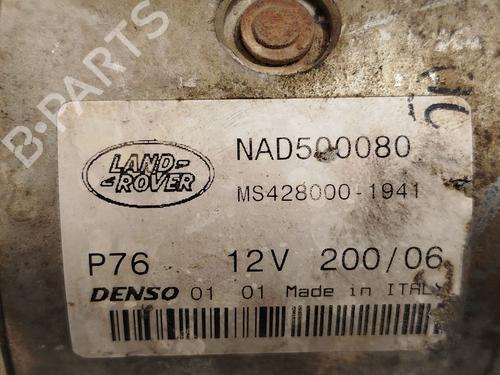 B-PARTS
LAND-
-ROVER
NAD500080
MS428000-1941
P76 12V 200/06
DENSO 01 01 Made in ITALY